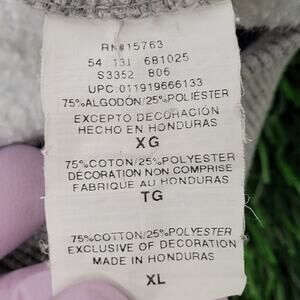 RN#15763
54 131 681025
S3352 806
UPC:011919666133
75%ALGODÓN/25%POLIÉSTER
EXCEPTO DECORACIÓN
HECHO EN HONDURAS
XG
75%COTON/25%POLYESTER
DÉCORATION NON COMPRISE
FABRIQUÉ AU HONDURAS
TG
75%COTTON/25%POLYESTER
EXCLUSIVE OF DECORATION
MADE IN HONDURAS
XL